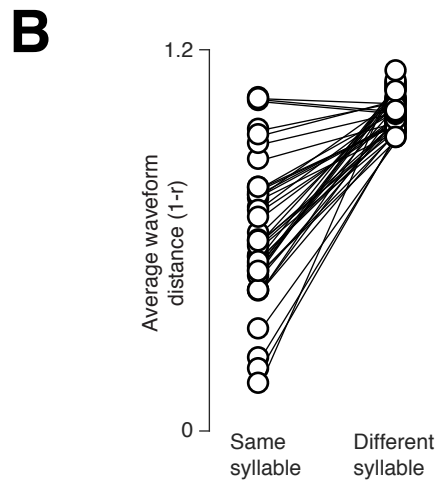 B
1.2
Average waveform
distance (1-r)
0
Same
syllable
Different
syllable